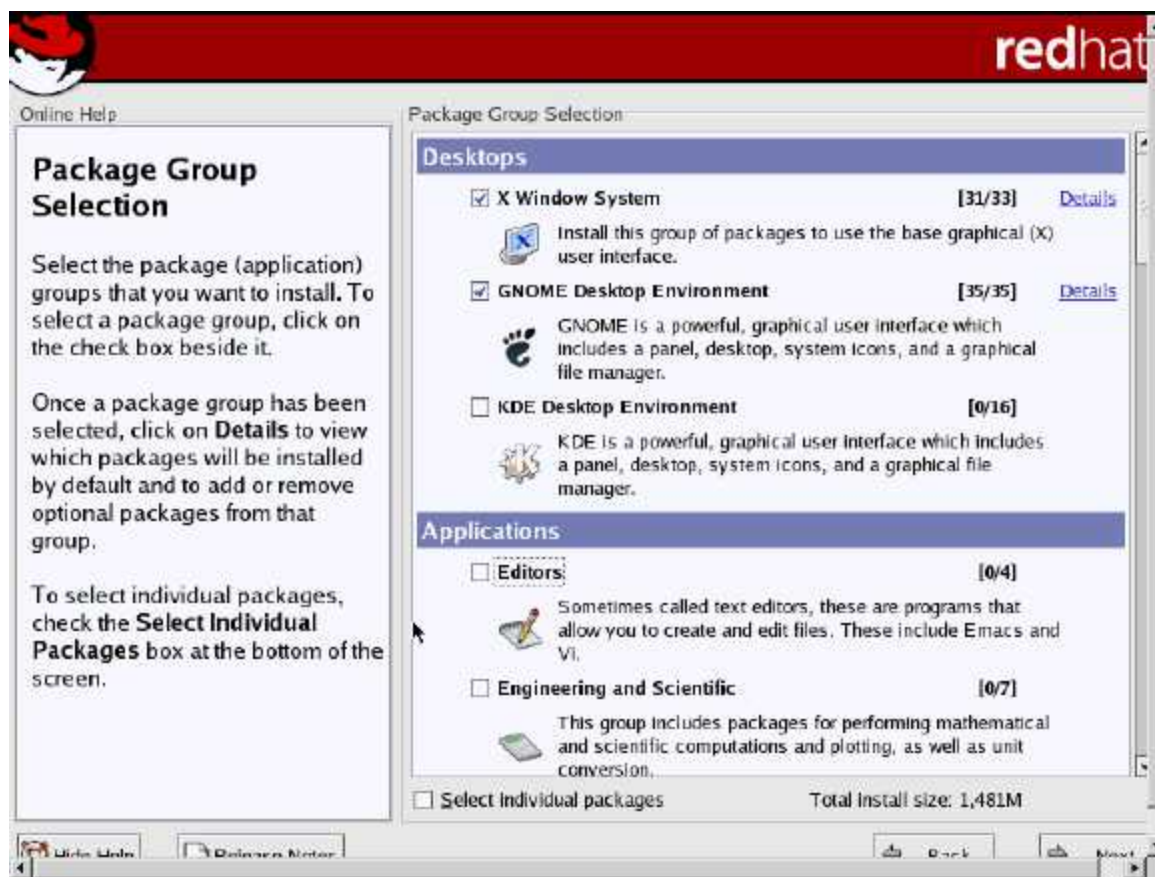 redhat
Online Help
Package Group
Selection
Select the package (application)
groups that you want to install. To
select a package group, click on
the check box beside it.
Once a package group has been
selected, click on Details to view
which packages will be installed
by default and to add or remove
optional packages from that
group.
To select individual packages,
check the Select Individual
Packages box at the bottom of the
screen.
Package Group Selection
Desktops
X Window System [31/33] Details
Install this group of packages to use the base graphical (X)
user interface.
GNOME Desktop Environment [35/35] Details
GNOME is a powerful, graphical user interface which
includes a panel, desktop, system icons, and a graphical
file manager.
KDE Desktop Environment [0/16]
KDE is a powerful, graphical user interface which includes
a panel, desktop, system icons, and a graphical file
manager.
Applications
Editors [0/4]
Sometimes called text editors, these are programs that
allow you to create and edit files. These include Emacs and
Vi.
Engineering and Scientific [0/7]
This group includes packages for performing mathematical
and scientific computations and plotting, as well as unit
conversion.
Select individual packages Total install size: 1,481M
Hide Help Release Notes Back Next